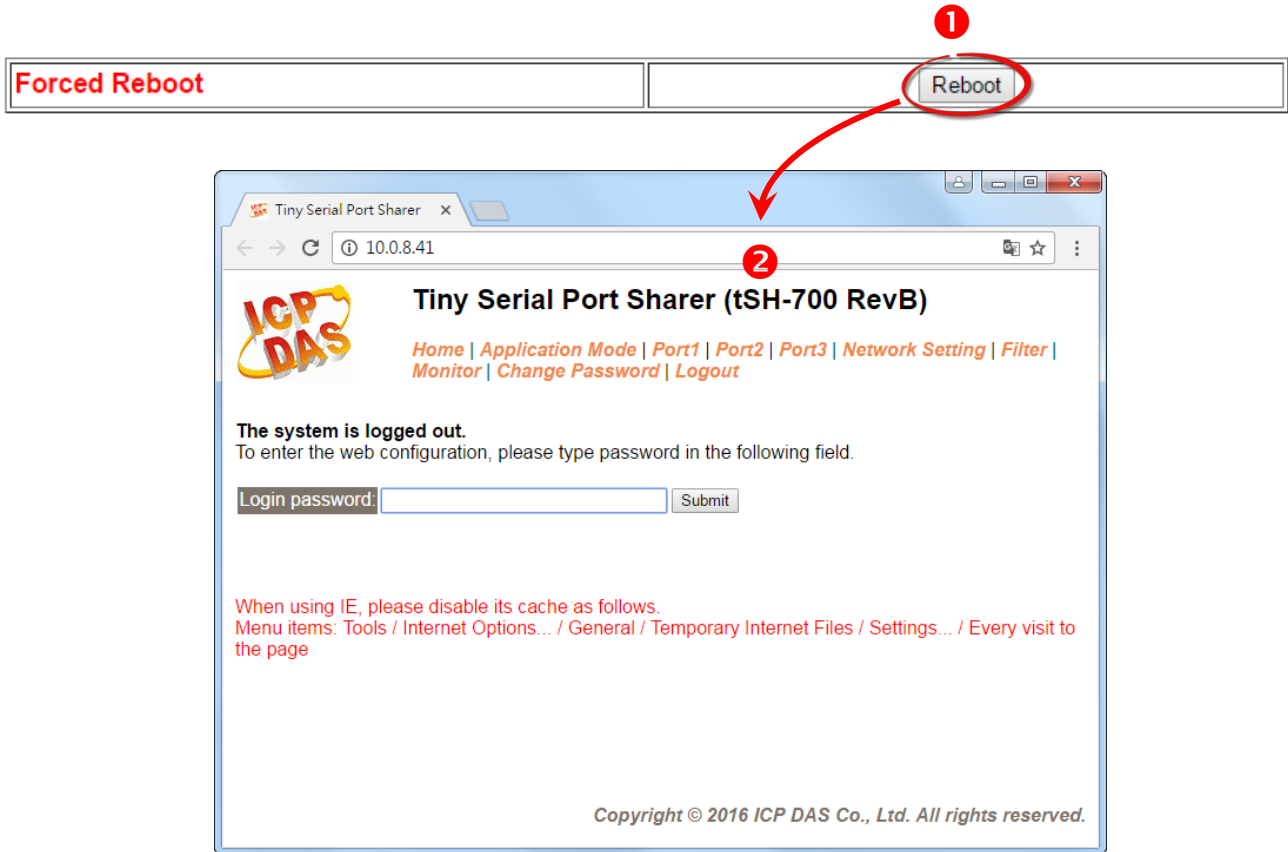 1
Forced Reboot
Reboot
Tiny Serial Port Sharer
10.0.8.41
2
ICP DAS
Tiny Serial Port Sharer (tSH-700 RevB)
Home | Application Mode | Port1 | Port2 | Port3 | Network Setting | Filter |
Monitor | Change Password | Logout
The system is logged out.
To enter the web configuration, please type password in the following field.
Login password: Submit
When using IE, please disable its cache as follows.
Menu items: Tools / Internet Options... / General / Temporary Internet Files / Settings... / Every visit to
the page
Copyright © 2016 ICP DAS Co., Ltd. All rights reserved.